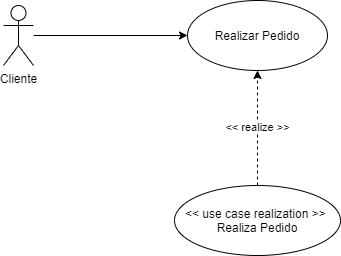 Realizar Pedido
Cliente
<< realize >>
<< use case realization >>
Realiza Pedido